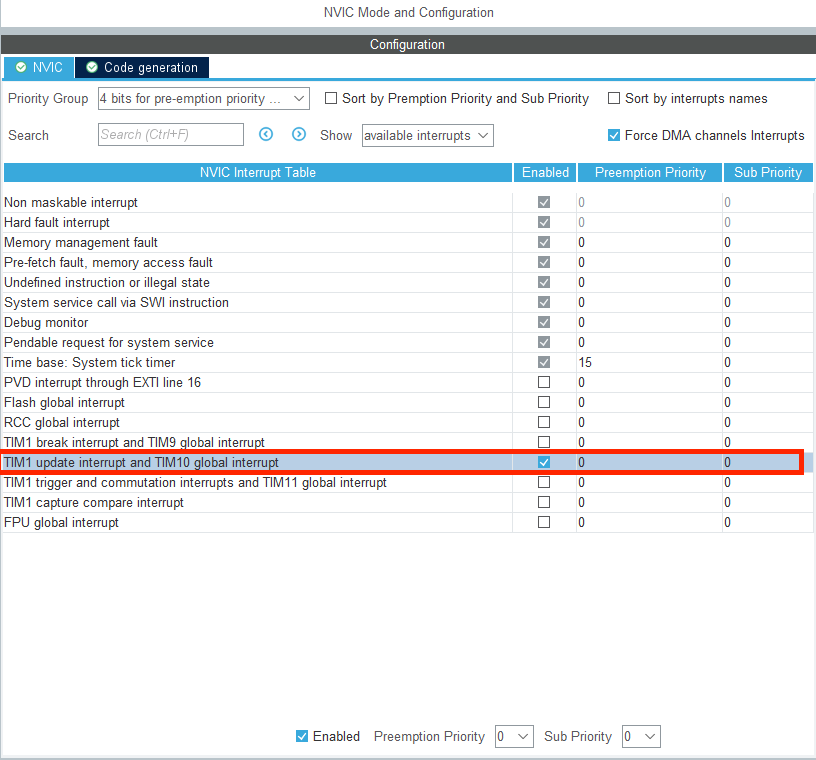 NVIC Mode and Configuration
Configuration
NVIC Code generation
Priority Group 4 bits for pre-emption priority ... Sort by Premption Priority and Sub Priority Sort by interrupts names
Search Search (Ctrl+F) Show available interrupts Force DMA channels Interrupts
NVIC Interrupt Table Enabled Preemption Priority Sub Priority
Non maskable interrupt 0 0
Hard fault interrupt 0 0
Memory management fault 0 0
Pre-fetch fault, memory access fault 0 0
Undefined instruction or illegal state 0 0
System service call via SWI instruction 0 0
Debug monitor 0 0
Pendable request for system service 0 0
Time base: System tick timer 15 0
PVD interrupt through EXTI line 16 0 0
Flash global interrupt 0 0
RCC global interrupt 0 0
TIM1 break interrupt and TIM9 global interrupt 0 0
TIM1 update interrupt and TIM10 global interrupt 0 0
TIM1 trigger and commutation interrupts and TIM11 global interrupt 0 0
TIM1 capture compare interrupt 0 0
FPU global interrupt 0 0
Enabled Preemption Priority 0 Sub Priority 0